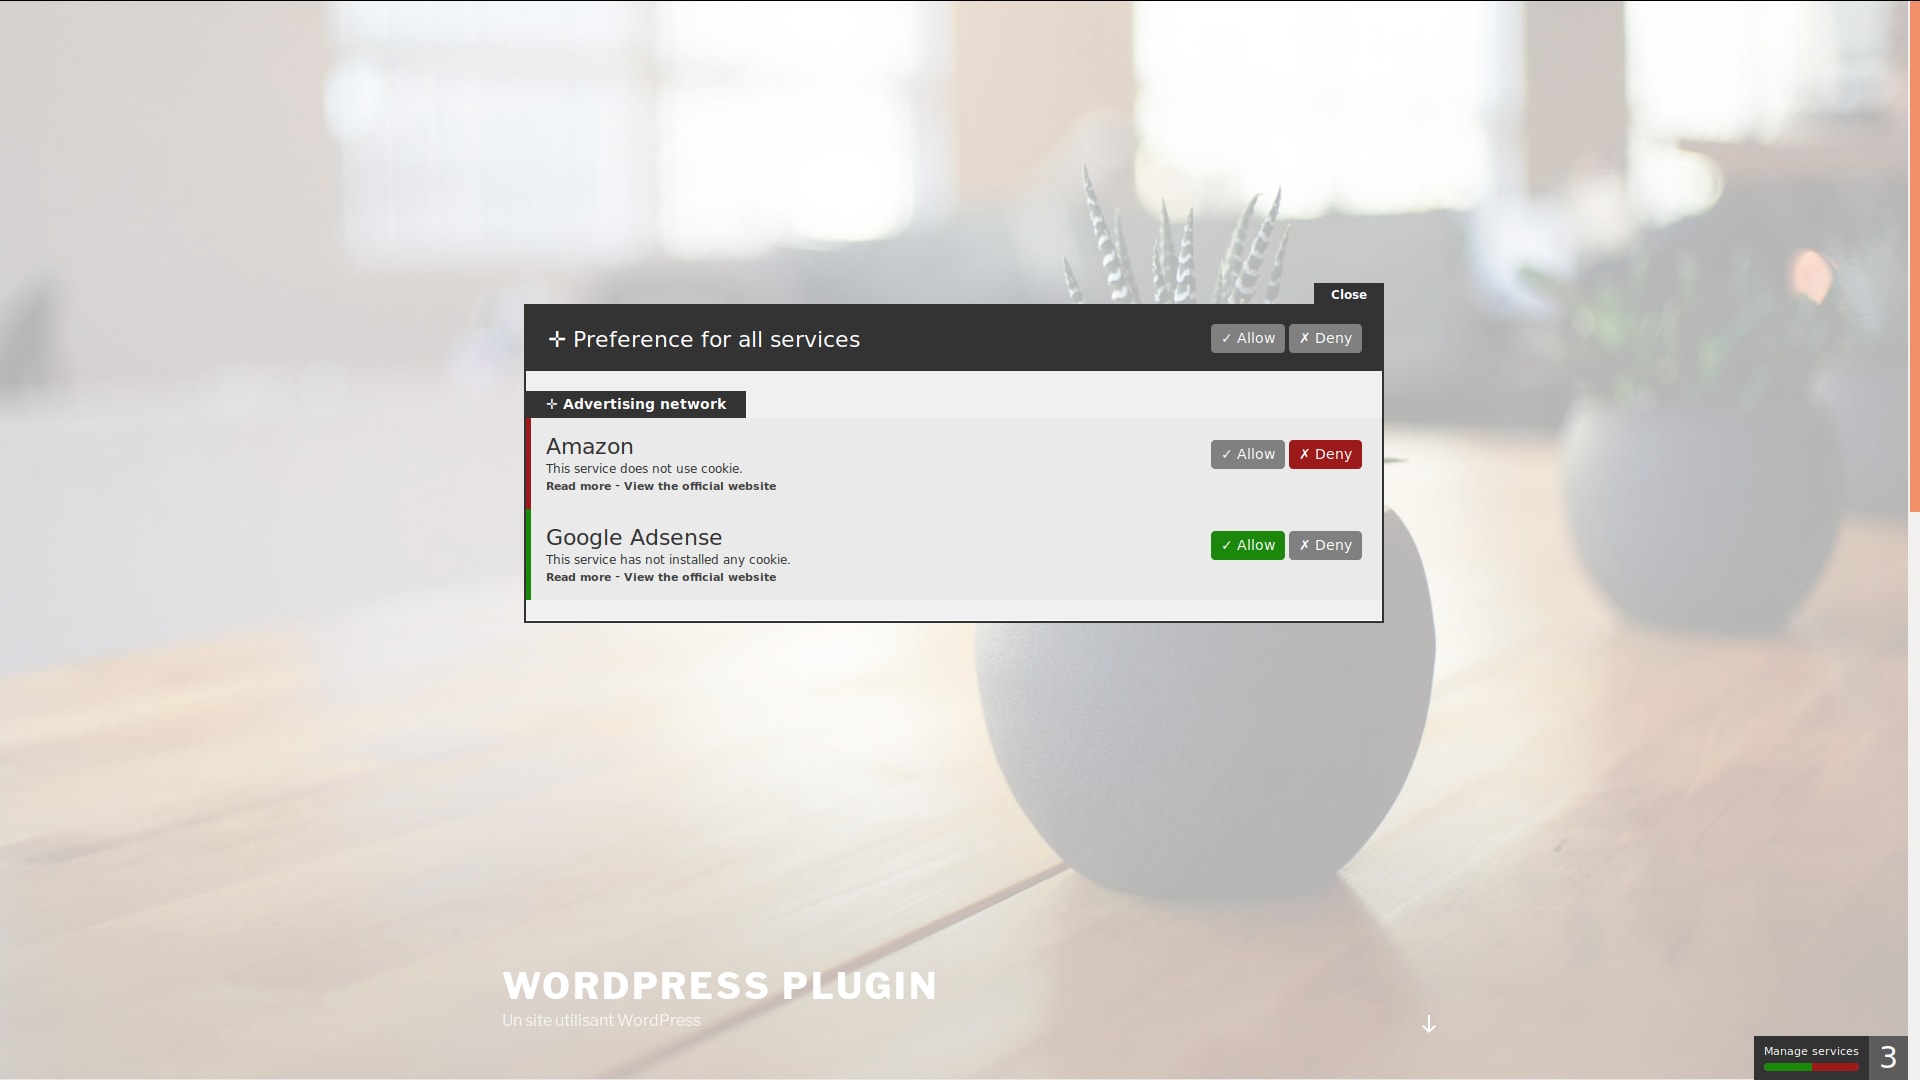 Close
✛ Preference for all services
✓ Allow ✗ Deny
✛ Advertising network
Amazon
This service does not use cookie.
Read more - View the official website
✓ Allow ✗ Deny
Google Adsense
This service has not installed any cookie.
Read more - View the official website
✓ Allow ✗ Deny
WORDPRESS PLUGIN
Un site utilisant WordPress
↓
Manage services
3